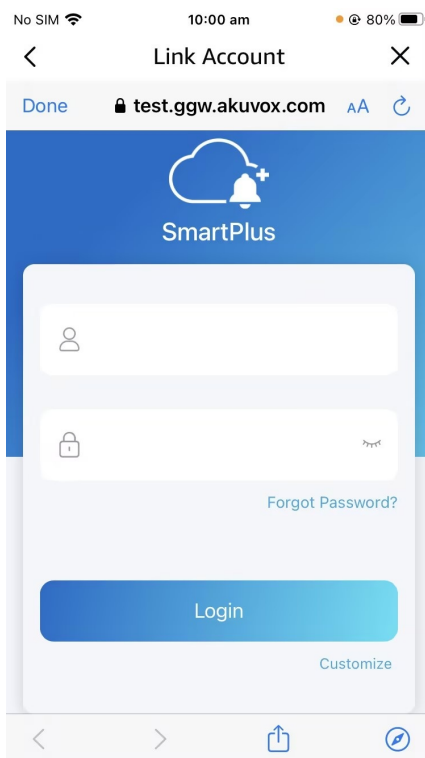 No SIM 10:00 am 80%
Link Account
Done test.ggw.akuvox.com AA
SmartPlus
Forgot Password?
Login
Customize